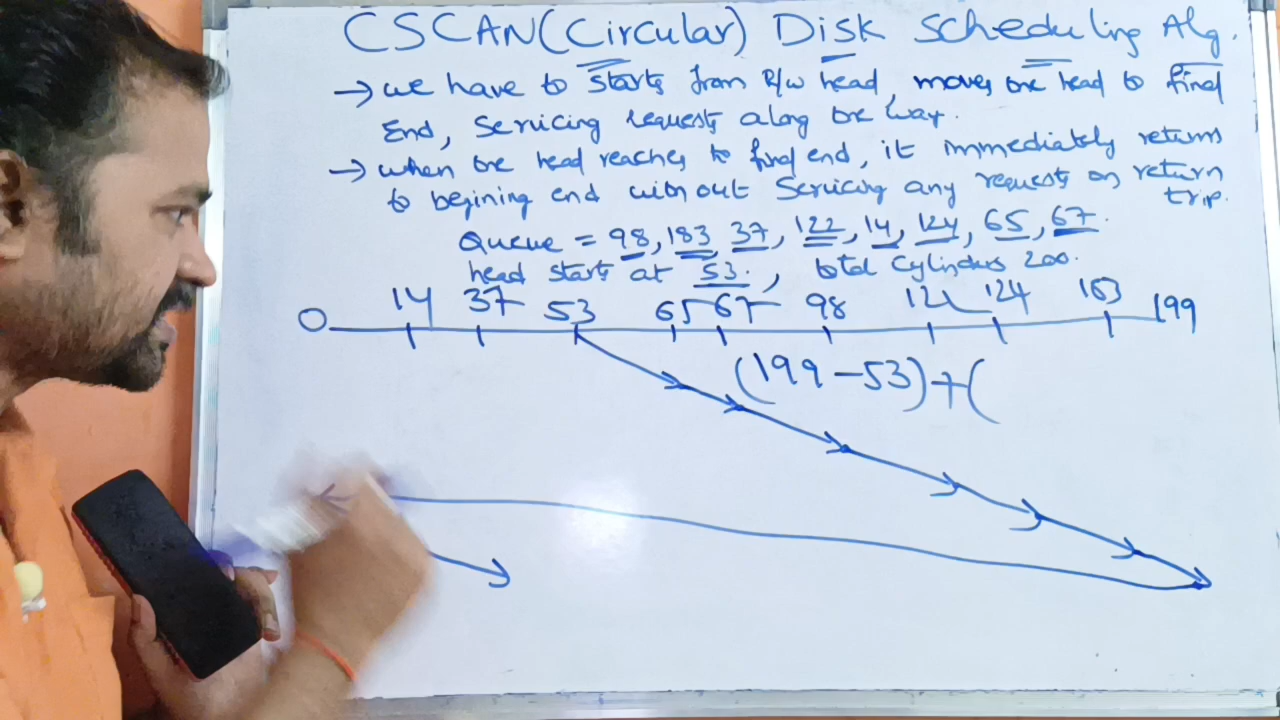 CSCAN(Circular) Disk scheduling Alg.
→ we have to starts from R/W head, moves the head to final
End, servicing requests along the way.
→ when the head reaches to final end, it immediately returns
to begining end without servicing any requests on return
trip.
Queue = 98, 183, 37, 122, 14, 124, 65, 67.
head starts at 53., total cylinders 200.
0 14 37 53 65 67 98 122 124 183 199
(199-53)+(